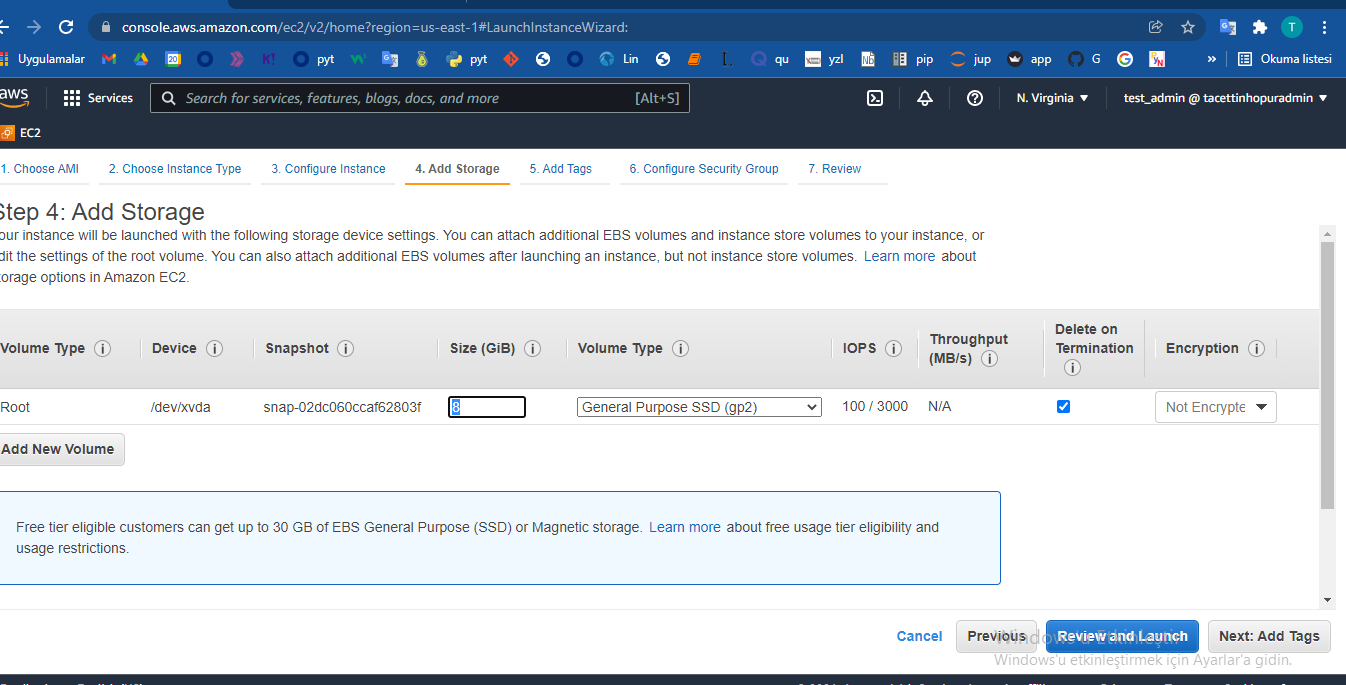 console.aws.amazon.com/ec2/v2/home?region=us-east-1#LaunchInstanceWizard:
T
Uygulamalar 20 K! pyt pyt Lin qu yzl pip jup app G Okuma listesi
aws Services Search for services, features, blogs, docs, and more [Alt+S] N. Virginia test_admin @ tacettinhopuradmin
EC2
1. Choose AMI 2. Choose Instance Type 3. Configure Instance 4. Add Storage 5. Add Tags 6. Configure Security Group 7. Review
Step 4: Add Storage
our instance will be launched with the following storage device settings. You can attach additional EBS volumes and instance store volumes to your instance, or
dit the settings of the root volume. You can also attach additional EBS volumes after launching an instance, but not instance store volumes. Learn more about
torage options in Amazon EC2.
Volume Type i Device i Snapshot i Size (GiB) i Volume Type i IOPS i Throughput (MB/s) i Delete on Termination i Encryption i
Root /dev/xvda snap-02dc060ccaf62803f 8 General Purpose SSD (gp2) 100 / 3000 N/A Not Encrypte
Add New Volume
Free tier eligible customers can get up to 30 GB of EBS General Purpose (SSD) or Magnetic storage. Learn more about free usage tier eligibility and
usage restrictions.
Cancel Previous Review and Launch Next: Add Tags
Windows'u Etkinleştir
Windows'u etkinleştirmek için Ayarlar'a gidin.